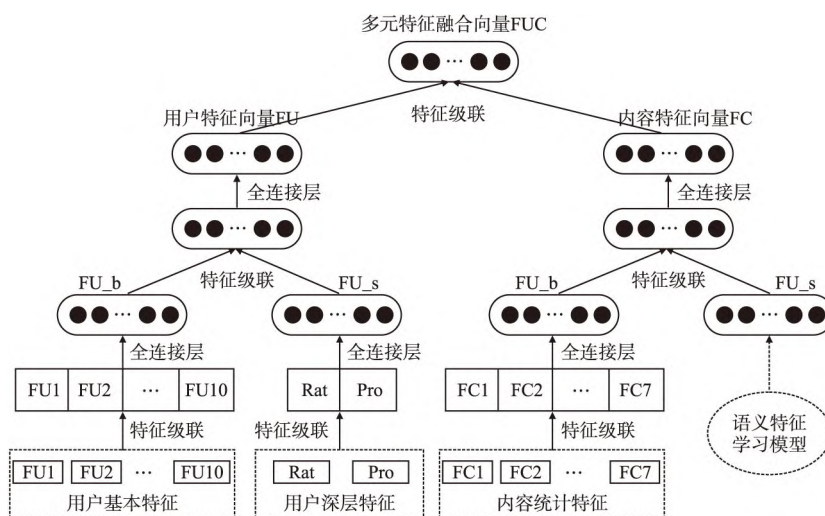 多元特征融合向量FUC
···
用户特征向量FU
特征级联
内容特征向量FC
···
···
全连接层
全连接层
···
···
FU_b
特征级联
FU_s
FU_b
特征级联
FU_s
···
···
···
···
全连接层
全连接层
全连接层
FU1 FU2 ··· FU10
Rat Pro
FC1 FC2 ··· FC7
特征级联
特征级联
特征级联
语义特征
学习模型
FU1 FU2 ··· FU10
Rat Pro
FC1 FC2 ··· FC7
用户基本特征
用户深层特征
内容统计特征